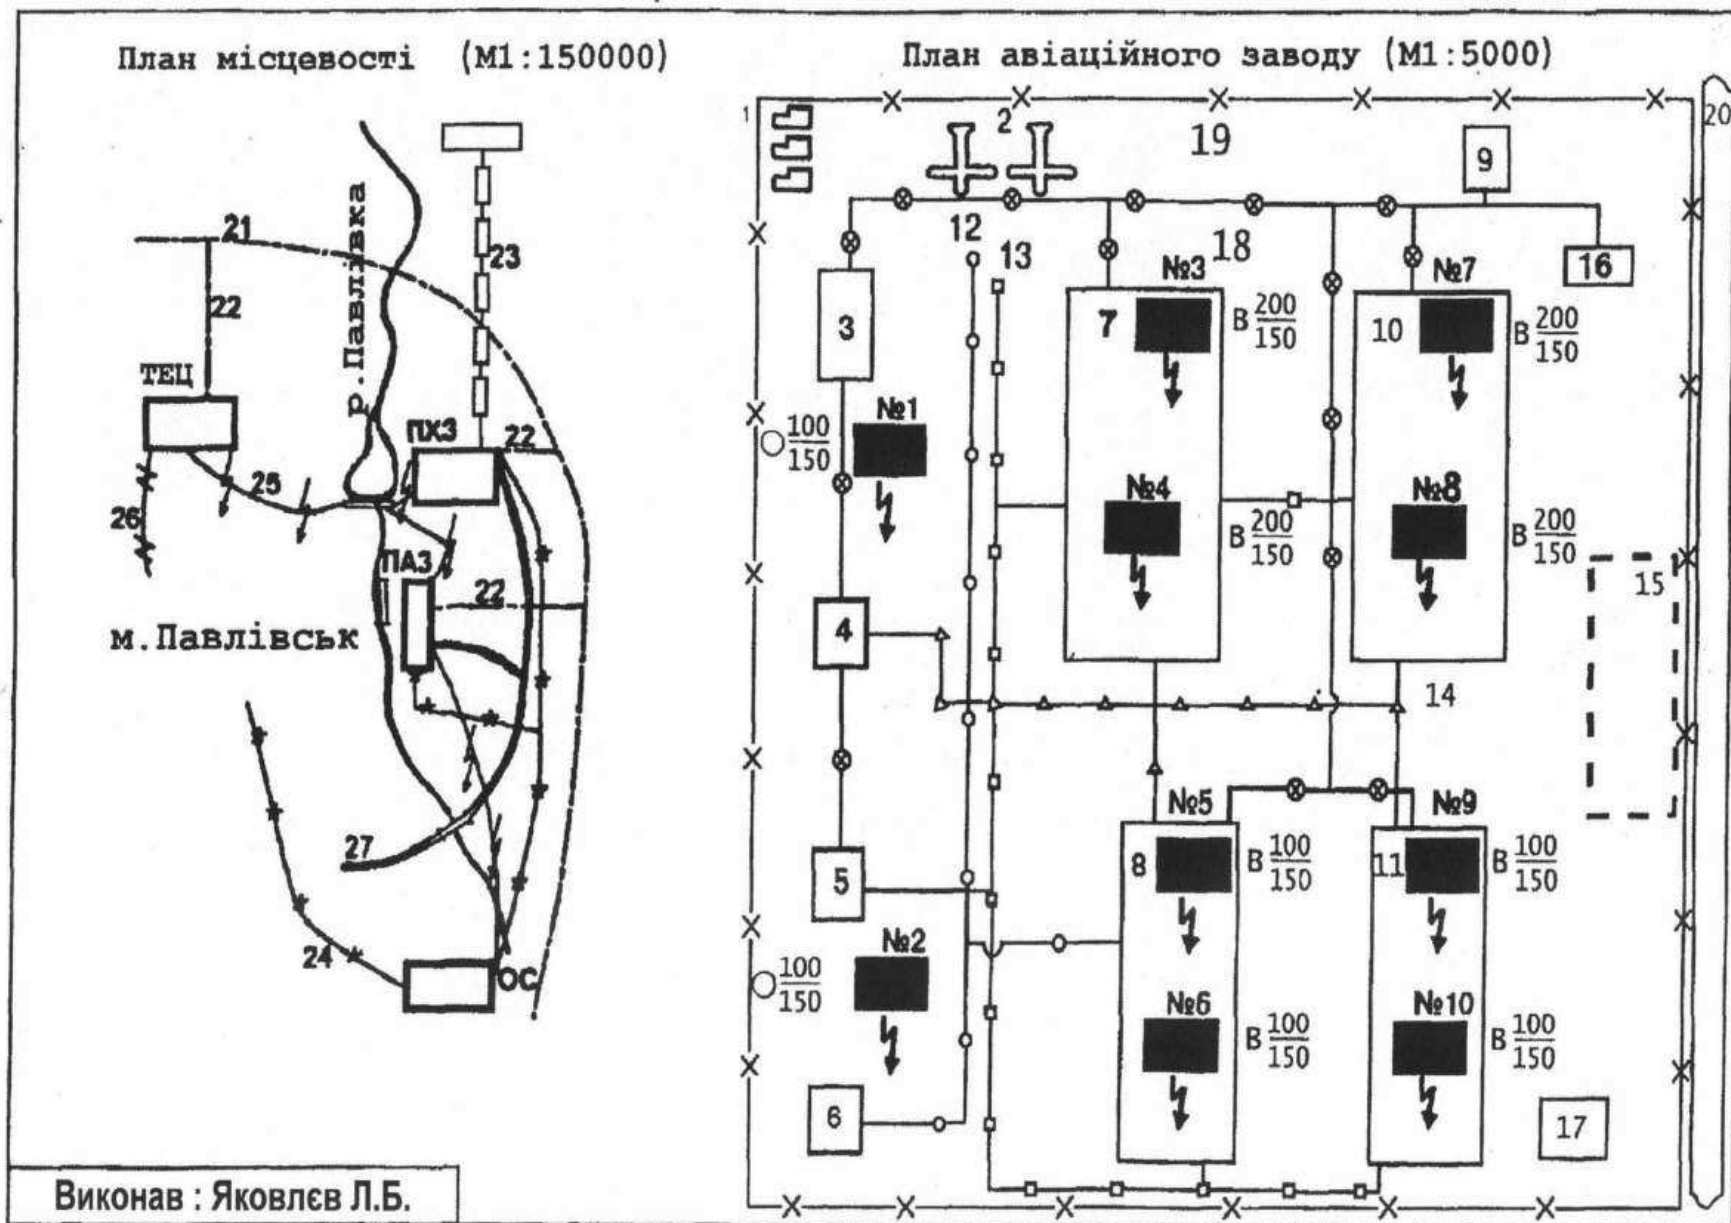 План місцевості (М1:150000)
План авіаційного заводу (М1:5000)
21
22
ТЕЦ
р.Павлівка
23
ПХЗ
22
25
26
ПАЗ
22
м.Павлівськ
27
24
ОС
Виконав : Яковлєв Л.Б.
1
2
19
20
9
12
13
18
16
3
№3
7
В 200/150
№7
10
В 200/150
№1
100/150
№4
В 200/150
№8
В 200/150
15
4
14
№5
8
В 100/150
№9
11
В 100/150
5
№2
100/150
№6
В 100/150
№10
В 100/150
6
17